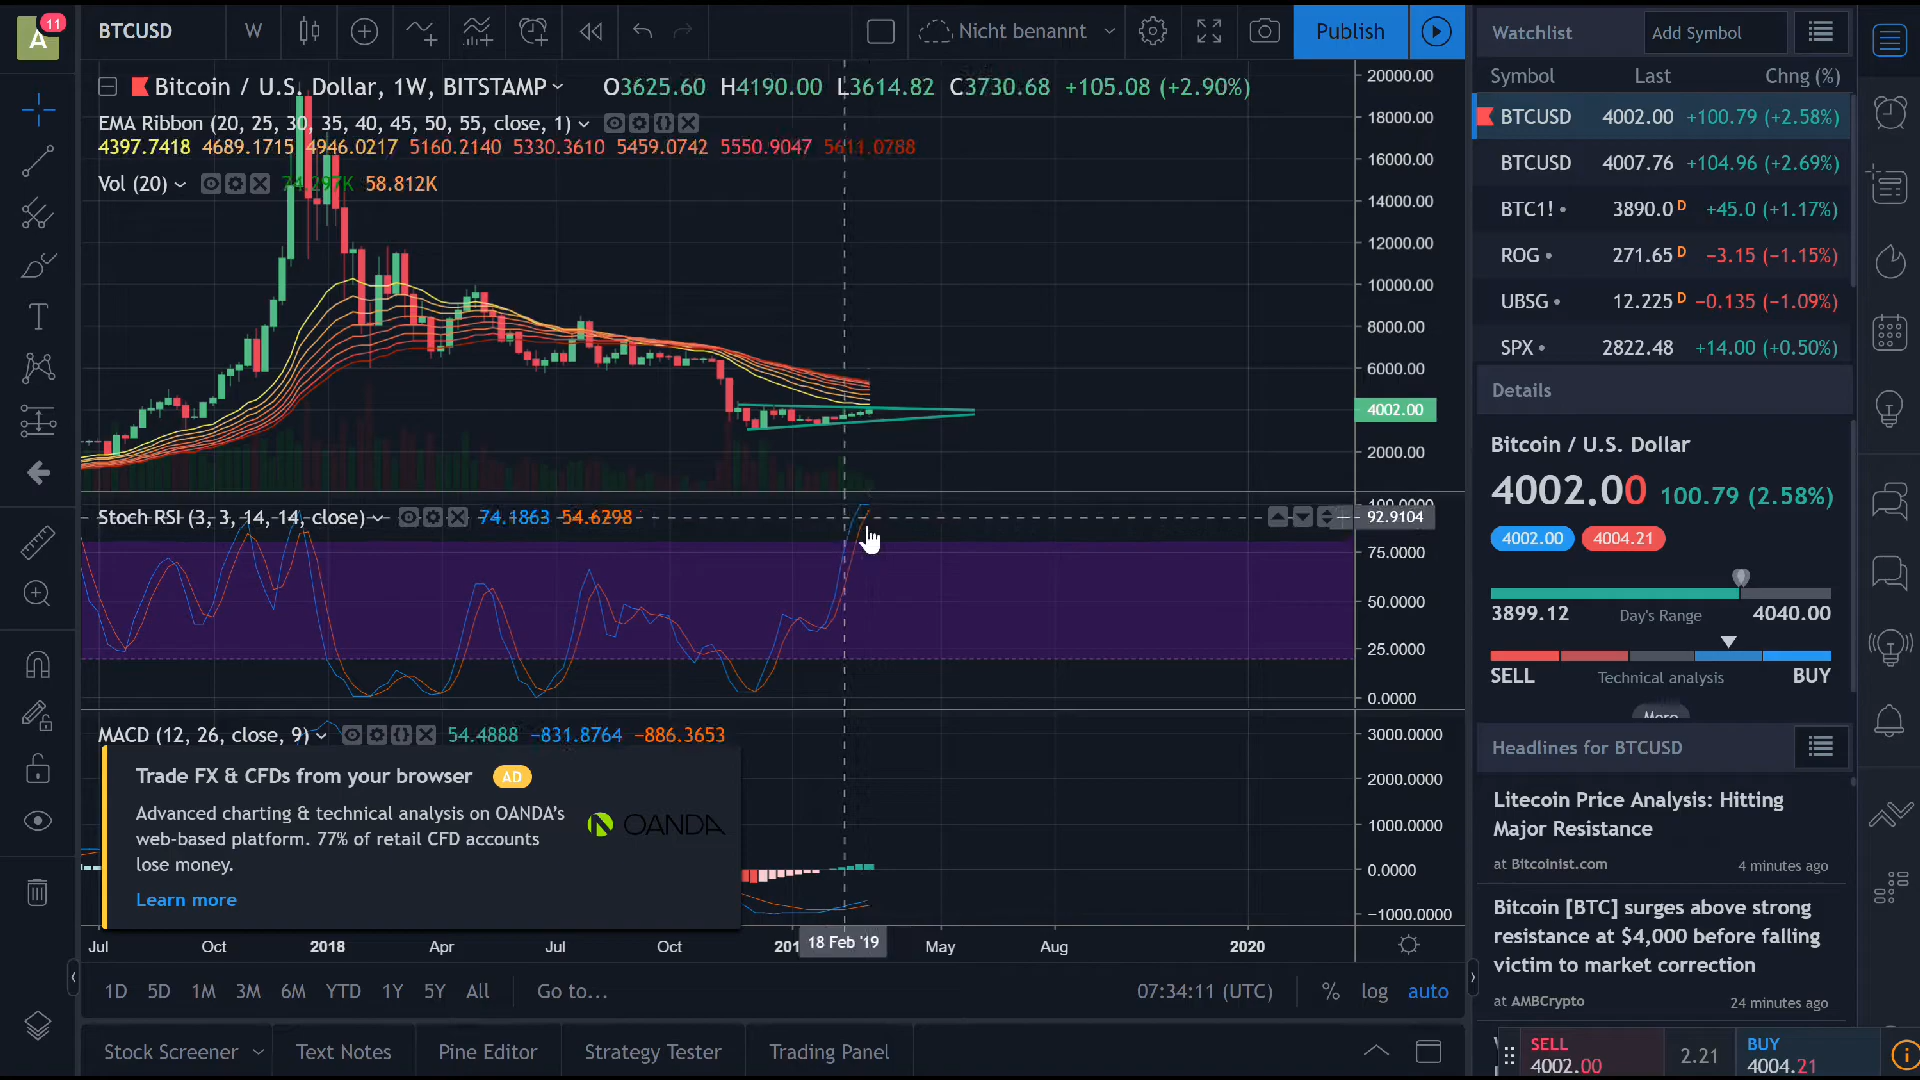 A
11
BTCUSD
W
Nicht benannt
Publish
Bitcoin / U.S. Dollar, 1W, BITSTAMP
O3625.60 H4190.00 L3614.82 C3730.68 +105.08 (+2.90%)
EMA Ribbon (20, 25, 30, 35, 40, 45, 50, 55, close, 1)
4397.7418 4689.1715 4946.0217 5160.2140 5330.3610 5459.0742 5550.9047 5611.0788
Vol (20) 74.297K 58.812K
20000.00
18000.00
16000.00
14000.00
12000.00
10000.00
8000.00
6000.00
4002.00
2000.00
Stoch RSI (3, 3, 14, 14, close) 74.1863 54.6298
100.0000
92.9104
75.0000
50.0000
25.0000
0.0000
MACD (12, 26, close, 9) 54.4888 −831.8764 −886.3653
3000.0000
2000.0000
1000.0000
0.0000
−1000.0000
Trade FX & CFDs from your browser AD
Advanced charting & technical analysis on OANDA's
web-based platform. 77% of retail CFD accounts
lose money.
OANDA
Learn more
Jul Oct 2018 Apr Jul Oct 201 18 Feb '19 May Aug 2020
1D 5D 1M 3M 6M YTD 1Y 5Y All Go to...
07:34:11 (UTC) % log auto
Stock Screener Text Notes Pine Editor Strategy Tester Trading Panel
Watchlist Add Symbol
Symbol Last Chng (%)
BTCUSD 4002.00 +100.79 (+2.58%)
BTCUSD 4007.76 +104.96 (+2.69%)
BTC1! 3890.0 D +45.0 (+1.17%)
ROG 271.65 D −3.15 (−1.15%)
UBSG 12.225 D −0.135 (−1.09%)
SPX 2822.48 +14.00 (+0.50%)
Details
Bitcoin / U.S. Dollar
4002.00 100.79 (2.58%)
4002.00 4004.21
3899.12 Day's Range 4040.00
SELL Technical analysis BUY
More
Headlines for BTCUSD
Litecoin Price Analysis: Hitting
Major Resistance
at Bitcoinist.com 4 minutes ago
Bitcoin [BTC] surges above strong
resistance at $4,000 before falling
victim to market correction
at AMBCrypto 24 minutes ago
SELL
4002.00
2.21
BUY
4004.21